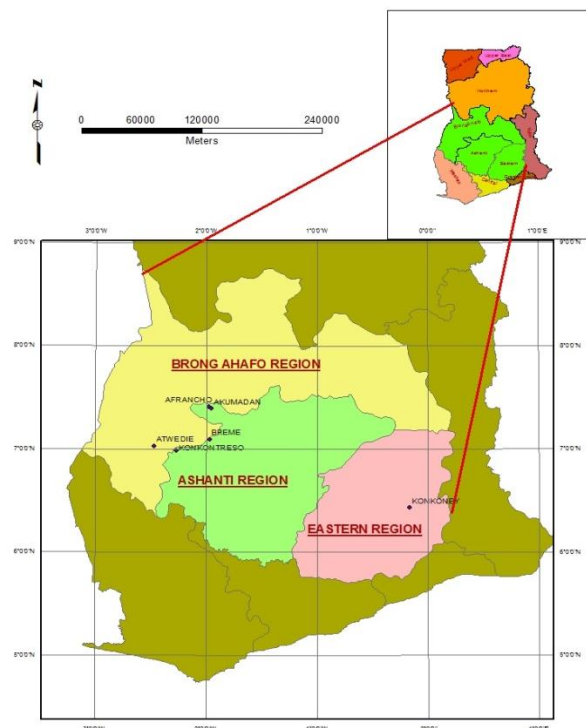 N
0 60000 120000 240000
Meters
Northern
Ashanti
Eastern
3°0'0"W 2°0'0"W 1°0'0"W 0°0'0" 1°0'0"E
9°0'0"N 9°0'0"N
8°0'0"N 8°0'0"N
BRONG AHAFO REGION
AFRANCHO AKUMADAN
BREME
ATWEDIE
7°0'0"N 7°0'0"N
KONKONTRESO
ASHANTI REGION
KONKONEY
EASTERN REGION
6°0'0"N 6°0'0"N
5°0'0"N 5°0'0"N